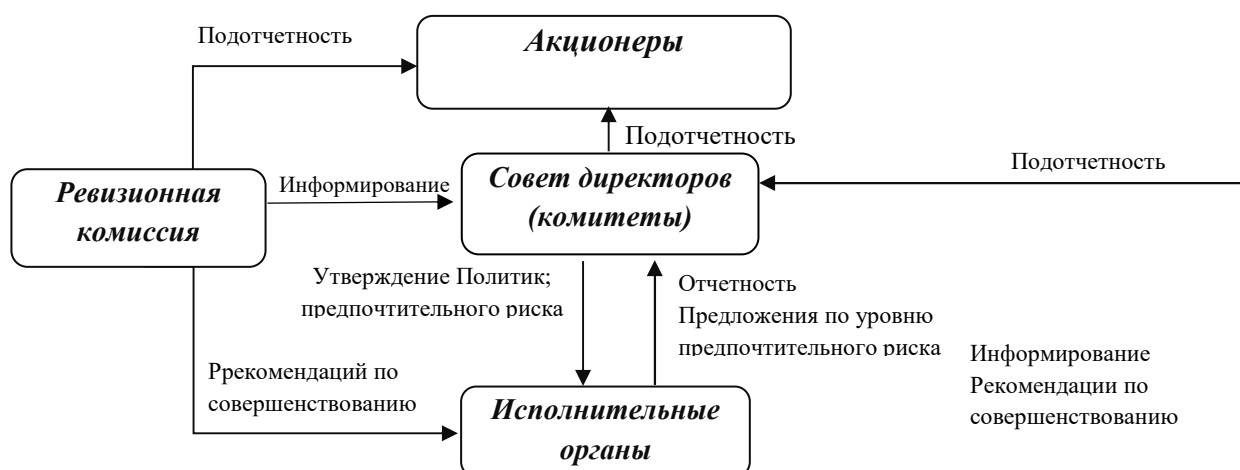 Подотчетность
Акционеры
Подотчетность
Подотчетность
Ревизионная
комиссия
Информирование
Совет директоров
(комитеты)
Утверждение Политик;
предпочтительного риска
Отчетность
Предложения по уровню
предпочтительного риска
Информирование
Рекомендации по
совершенствованию
Ррекомендаций по
совершенствованию
Исполнительные
органы